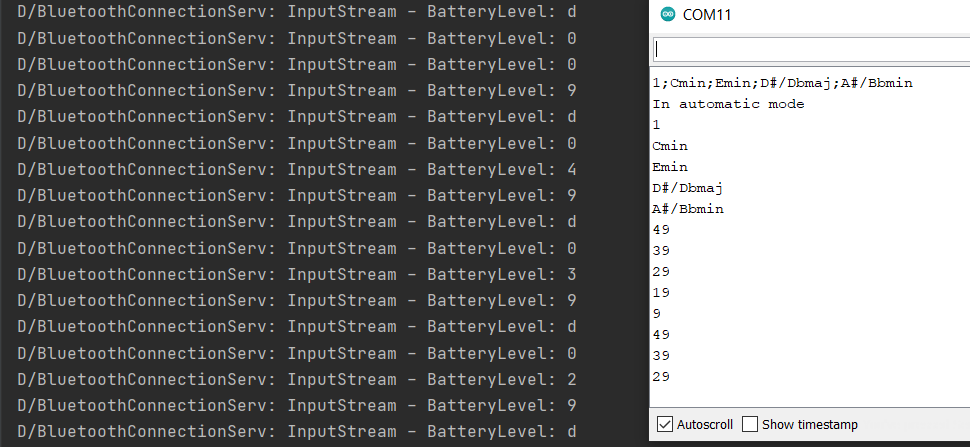 D/BluetoothConnectionServ: InputStream - BatteryLevel: d
D/BluetoothConnectionServ: InputStream - BatteryLevel: 0
D/BluetoothConnectionServ: InputStream - BatteryLevel: 0
D/BluetoothConnectionServ: InputStream - BatteryLevel: 9
D/BluetoothConnectionServ: InputStream - BatteryLevel: d
D/BluetoothConnectionServ: InputStream - BatteryLevel: 0
D/BluetoothConnectionServ: InputStream - BatteryLevel: 4
D/BluetoothConnectionServ: InputStream - BatteryLevel: 9
D/BluetoothConnectionServ: InputStream - BatteryLevel: d
D/BluetoothConnectionServ: InputStream - BatteryLevel: 0
D/BluetoothConnectionServ: InputStream - BatteryLevel: 3
D/BluetoothConnectionServ: InputStream - BatteryLevel: 9
D/BluetoothConnectionServ: InputStream - BatteryLevel: d
D/BluetoothConnectionServ: InputStream - BatteryLevel: 0
D/BluetoothConnectionServ: InputStream - BatteryLevel: 2
D/BluetoothConnectionServ: InputStream - BatteryLevel: 9
D/BluetoothConnectionServ: InputStream - BatteryLevel: d
COM11
1;Cmin;Emin;D#/Dbmaj;A#/Bbmin
In automatic mode
1
Cmin
Emin
D#/Dbmaj
A#/Bbmin
49
39
29
19
9
49
39
29
Autoscroll Show timestamp